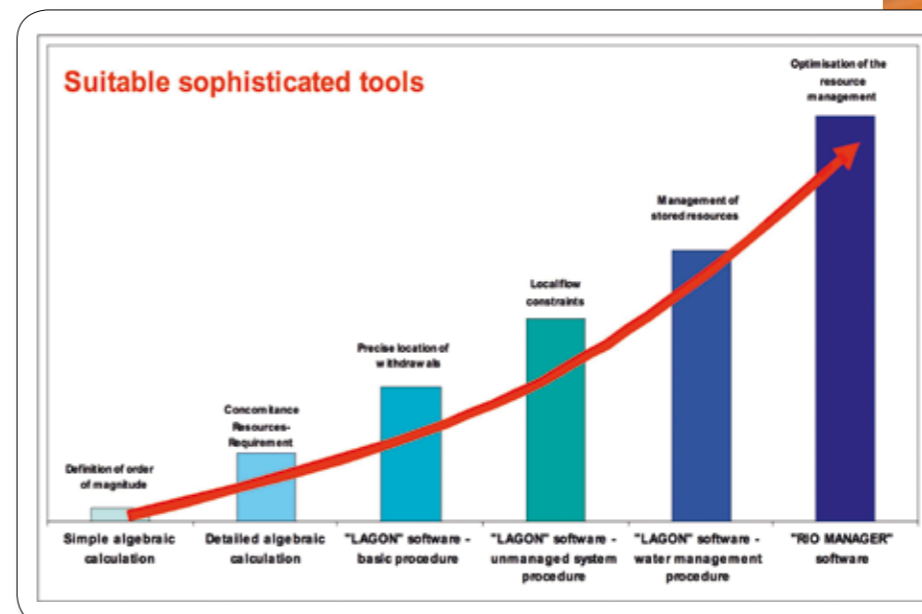 Suitable sophisticated tools
Optimisation of the
resource
management
Management of
stored resources
Local flow
constraints
Precise location of
withdrawals
Concomitance
Resources-
Requirement
Definition of order
of magnitude
Simple algebraic
calculation
Detailed algebraic
calculation
"LAGON" software -
basic procedure
"LAGON" software -
unmanaged system
procedure
"LAGON" software -
water management
procedure
"RIO MANAGER"
software